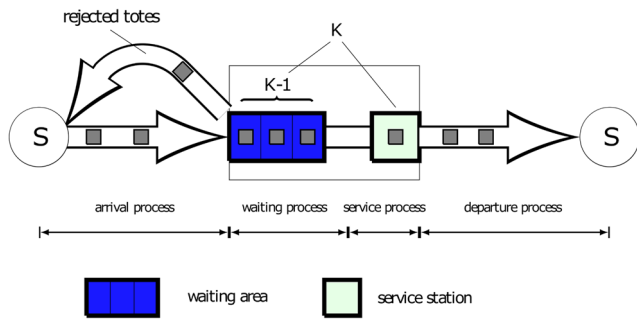 rejected totes
K
K-1
S
S
arrival process
waiting process
service process
departure process
waiting area
service station